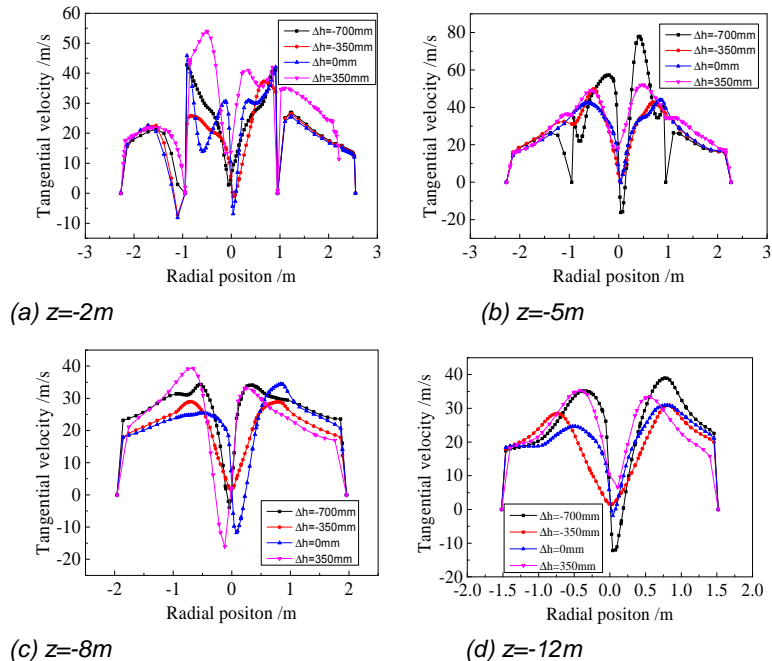 Tangential velocity /m/s
60
50
40
30
20
10
0
-10
Δh=-700mm
Δh=-350mm
Δh=0mm
Δh=350mm
-3 -2 -1 0 1 2 3
Radial positon /m
(a) z=-2m
Tangential velocity /m/s
80
60
40
20
0
-20
Δh=-700mm
Δh=-350mm
Δh=0mm
Δh=350mm
-3 -2 -1 0 1 2 3
Radial positon /m
(b) z=-5m
Tangential velocity /m/s
40
30
20
10
0
-10
-20
Δh=-700mm
Δh=-350mm
Δh=0mm
Δh=350mm
-2 -1 0 1 2
Radial positon /m
(c) z=-8m
Tangential velocity /m/s
40
30
20
10
0
-10
-20
Δh=-700mm
Δh=-350mm
Δh=0mm
Δh=350mm
-2.0 -1.5 -1.0 -0.5 0.0 0.5 1.0 1.5 2.0
Radial positon /m
(d) z=-12m